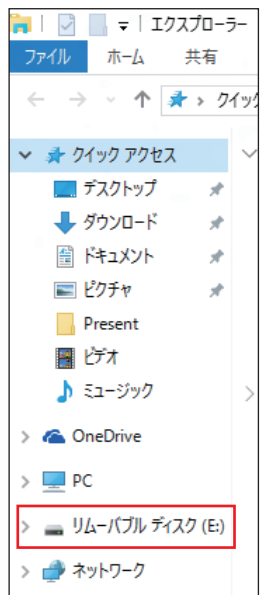 エクスプローラー
ファイル ホーム 共有
クイッ
クイック アクセス
デスクトップ
ダウンロード
ドキュメント
ピクチャ
Present
ビデオ
ミュージック
OneDrive
PC
リムーバブル ディスク (E:)
ネットワーク